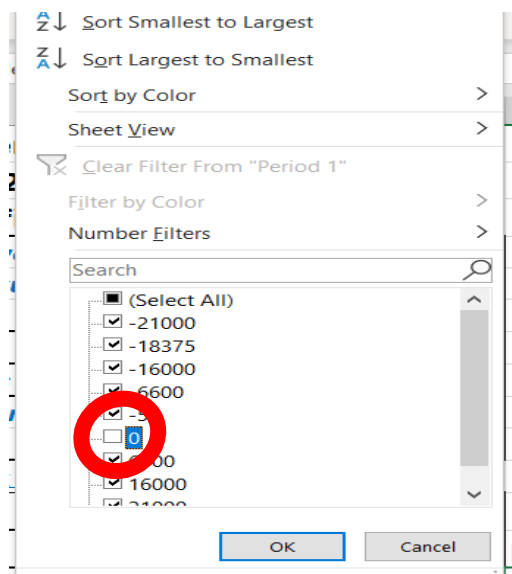 Sort Smallest to Largest
Sort Largest to Smallest
Sort by Color
Sheet View
Clear Filter From "Period 1"
Filter by Color
Number Filters
Search
(Select All)
-21000
-18375
-16000
-6600
0
16000
21000
OK
Cancel